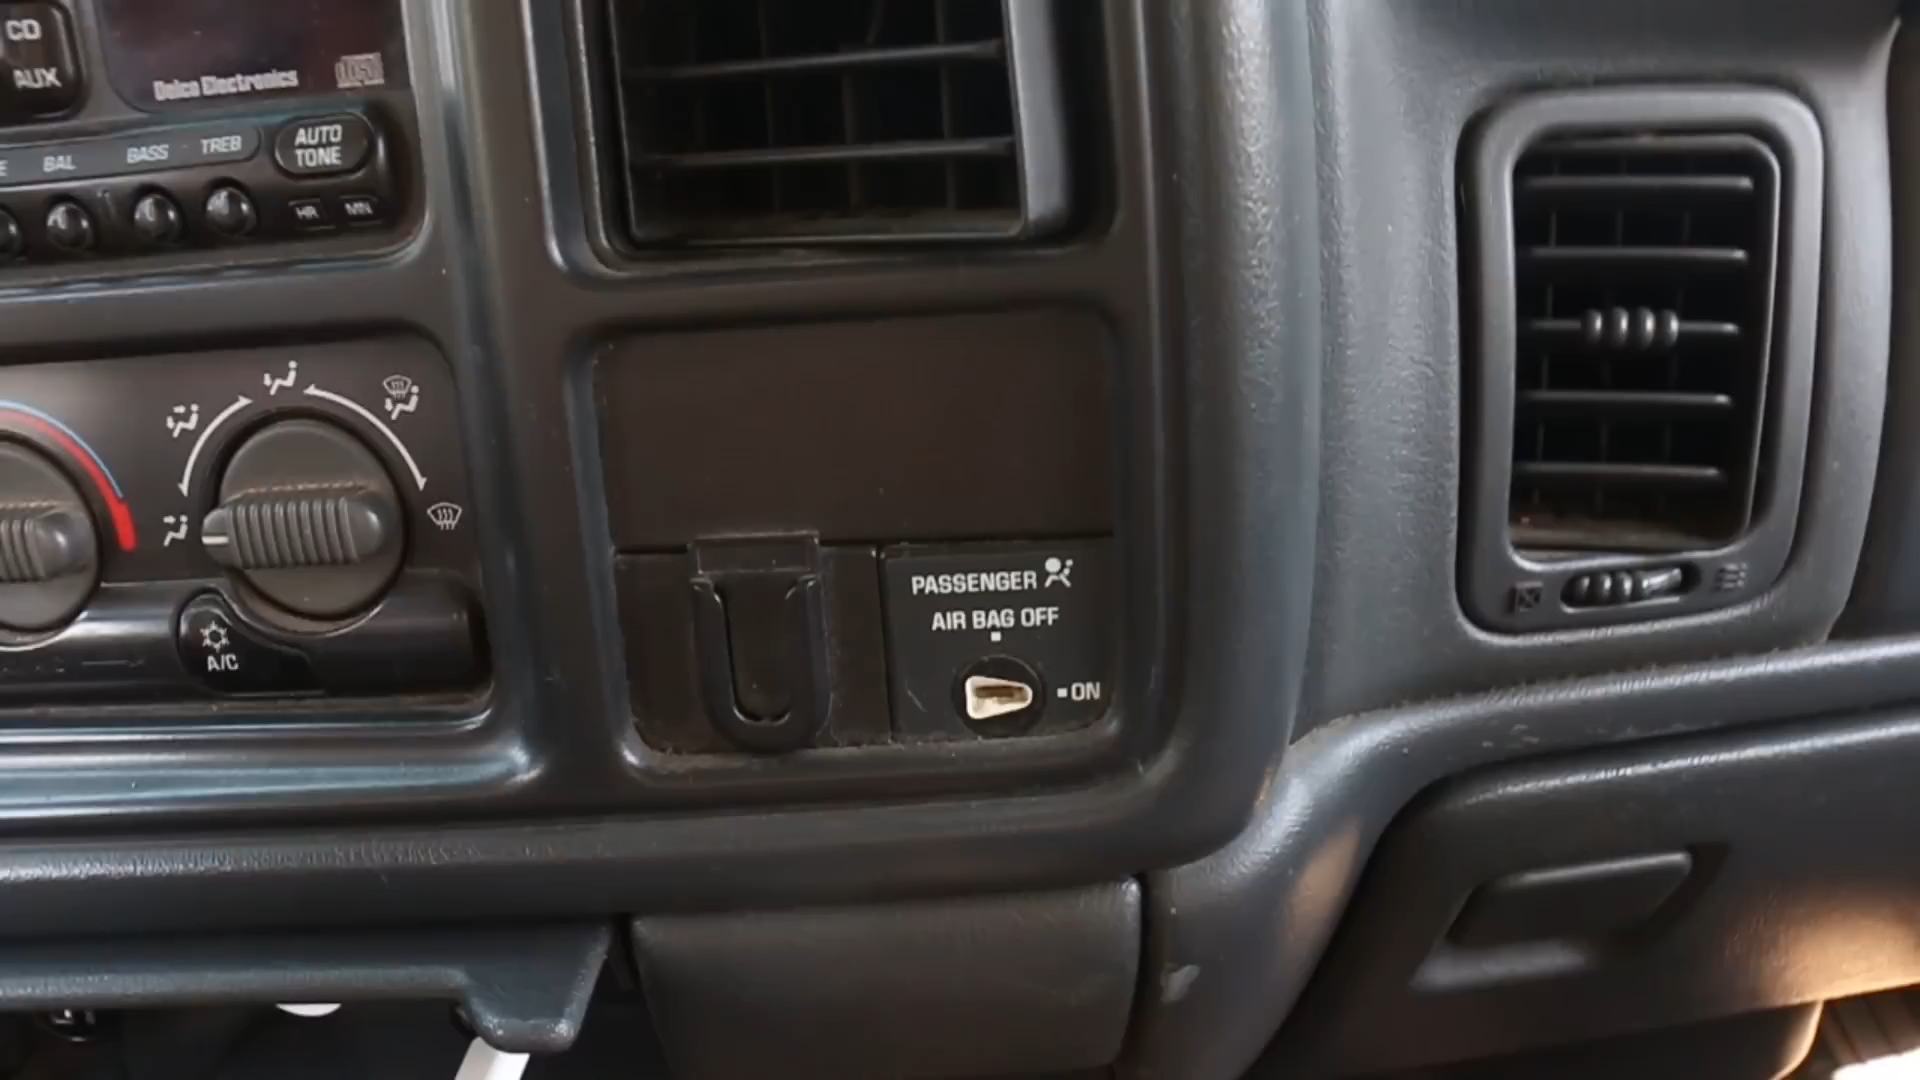 CD
AUX
Delco Electronics
BAL BASS TREB
AUTO
TONE
HR MN
A/C
PASSENGER
AIR BAG OFF
ON